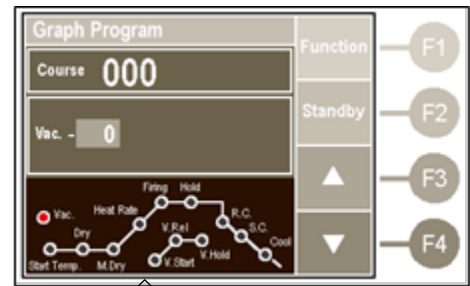 Graph Program
Function
F1
Course 000
Standby
F2
Vac. - 0
F3
Firing Hold
Vac. Heat Rate R.C.
Dry V.Rel S.C.
Cool
Start Temp. M.Dry V.Start V.Hold
F4